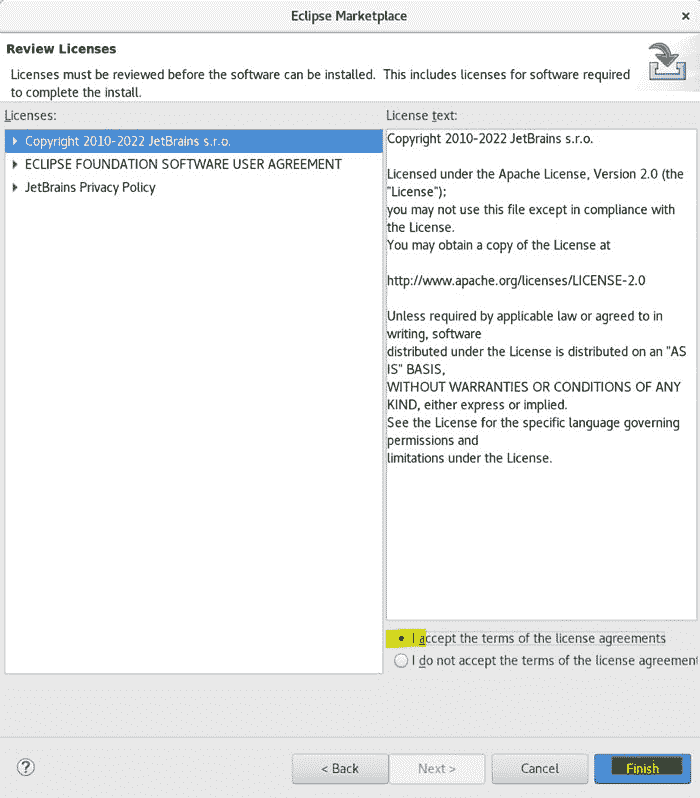 Eclipse Marketplace
Review Licenses
Licenses must be reviewed before the software can be installed. This includes licenses for software required
to complete the install.
Licenses:
Copyright 2010-2022 JetBrains s.r.o.
ECLIPSE FOUNDATION SOFTWARE USER AGREEMENT
JetBrains Privacy Policy
License text:
Copyright 2010-2022 JetBrains s.r.o.
Licensed under the Apache License, Version 2.0 (the
"License");
you may not use this file except in compliance with
the License.
You may obtain a copy of the License at
http://www.apache.org/licenses/LICENSE-2.0
Unless required by applicable law or agreed to in
writing, software
distributed under the License is distributed on an "AS
IS" BASIS,
WITHOUT WARRANTIES OR CONDITIONS OF ANY
KIND, either express or implied.
See the License for the specific language governing
permissions and
limitations under the License.
I accept the terms of the license agreements
I do not accept the terms of the license agreement
< Back
Next >
Cancel
Finish